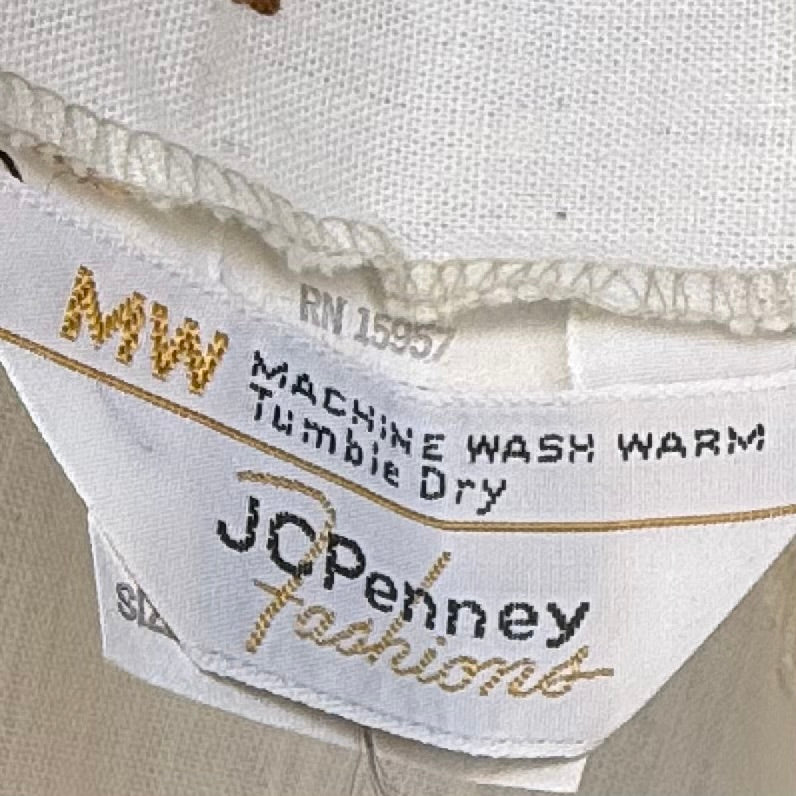 RN 15957
MW
MACHINE WASH WARM
Tumble Dry
JCPenney
Fashions